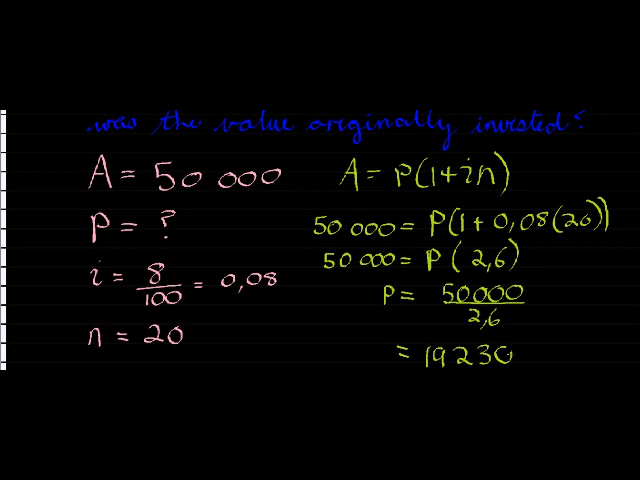 was the value originally invested?
A = 50 000
P = ?
i = 8/100 = 0,08
n = 20
A = P(1+in)
50 000 = P(1 + 0,08(20))
50 000 = P(2,6)
P = 50000/2,6
= 19230